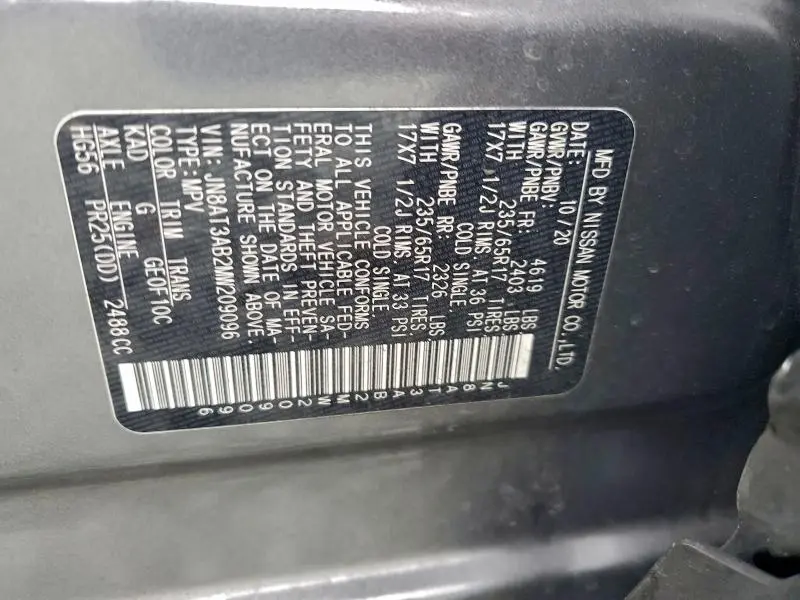 MFD BY NISSAN MOTOR CO.,LTD.
DATE: 10/20
GVWR/PNBV: 4619 LBS
GAWR/PNBE FR: 2403 LBS,
WITH 235/65R17 TIRES
17X7 1/2J RIMS, AT 36 PSI
COLD SINGLE,
GAWR/PNBE RR: 2326 LBS,
WITH 235/65R17 TIRES
17X7 1/2J RIMS, AT 33 PSI
COLD SINGLE
THIS VEHICLE CONFORMS
TO ALL APPLICABLE FED-
ERAL MOTOR VEHICLE SA-
FETY AND THEFT PREVEN-
TION STANDARDS IN EFF-
ECT ON THE DATE OF MA-
NUFACTURE SHOWN ABOVE.
VIN: JN8AT3AB2MW209096
TYPE: MPV
COLOR TRIM TRANS
KAD G GE0F10C
AXLE ENGINE
HG56 PR25(DD) 2488CC
JN8AT3AB2MW209096